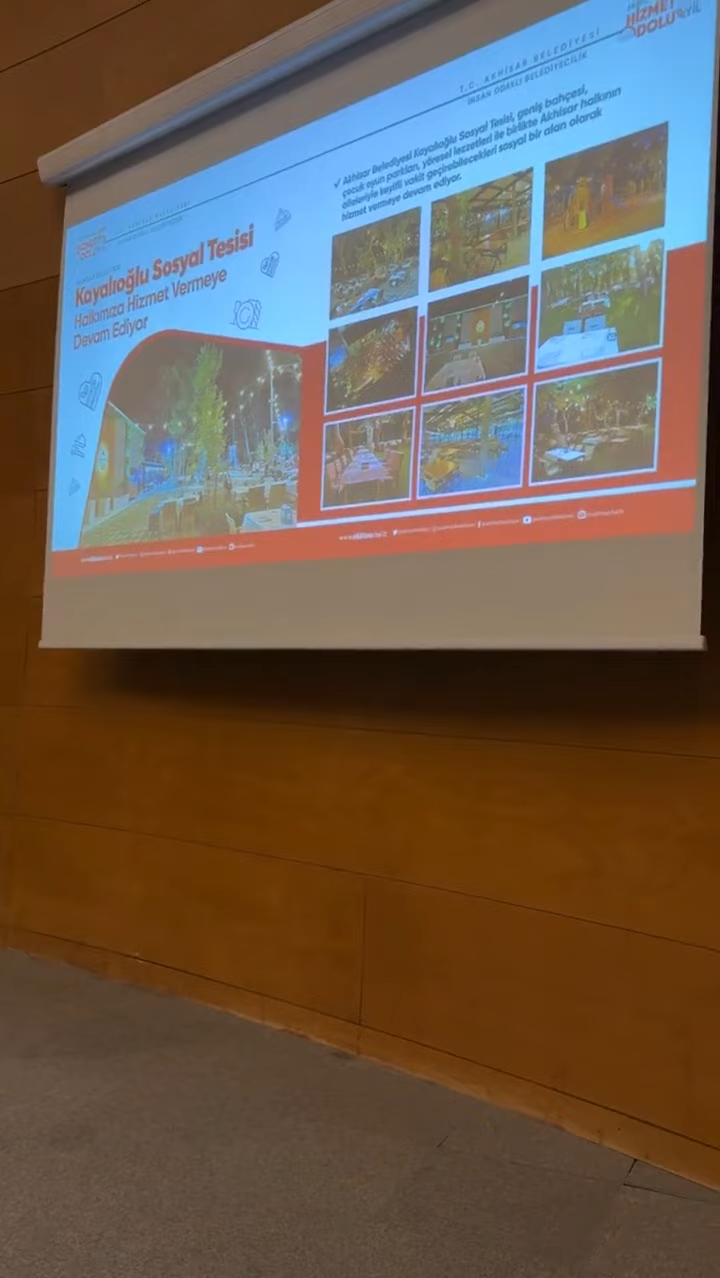 HİZMET
DOLU
YIL
T.C. AKHİSAR BELEDİYESİ
İNSAN ODAKLI BELEDİYECİLİK
✓ Akhisar Belediyesi Kayalıoğlu Sosyal Tesisi, geniş bahçesi,
çocuk oyun parkları, yöresel lezzetleri ile birlikte Akhisar halkının
aileleriyle keyifli vakit geçirebilecekleri sosyal bir alan olarak
hizmet vermeye devam ediyor.
Kayalıoğlu Sosyal Tesisi
Halkımıza Hizmet Vermeye
Devam Ediyor